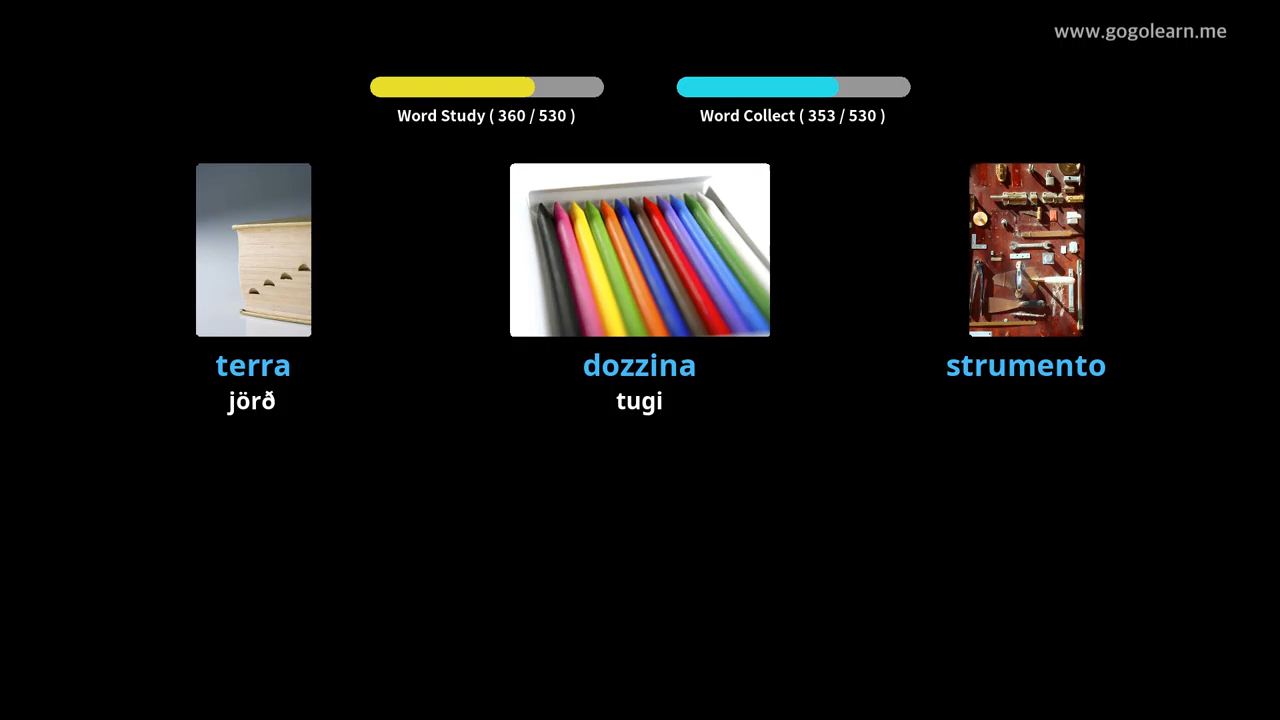 www.gogolearn.me
Word Study ( 360 / 530 )
Word Collect ( 353 / 530 )
terra
jörð
dozzina
tugi
strumento